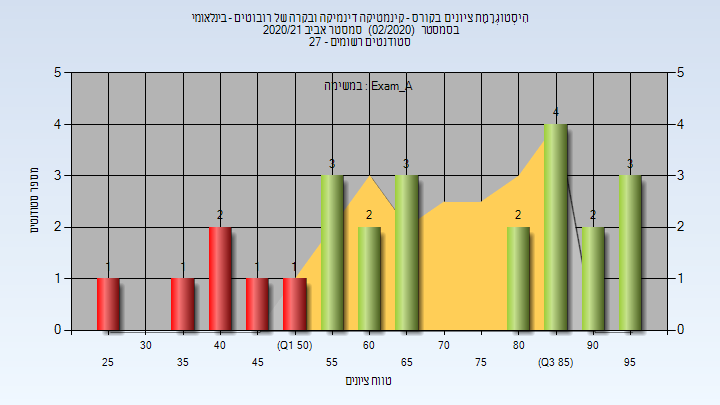 היסטוגרמת ציונים בקורס - קינמטיקה דינמיקה ובקרה של רובוטים - בינלאומי
בסמסטר (02/2020) סמסטר אביב 2020/21
סטודנטים רשומים - 27
במשימה : Exam_A
מספר סטודנטים
5
4
3
2
1
0
5
4
3
2
1
0
1 1 2 1 1 3 2 3 2 4 2 3
30 40 (Q1 50) 60 70 80 90
25 35 45 55 65 75 (Q3 85) 95
טווח ציונים